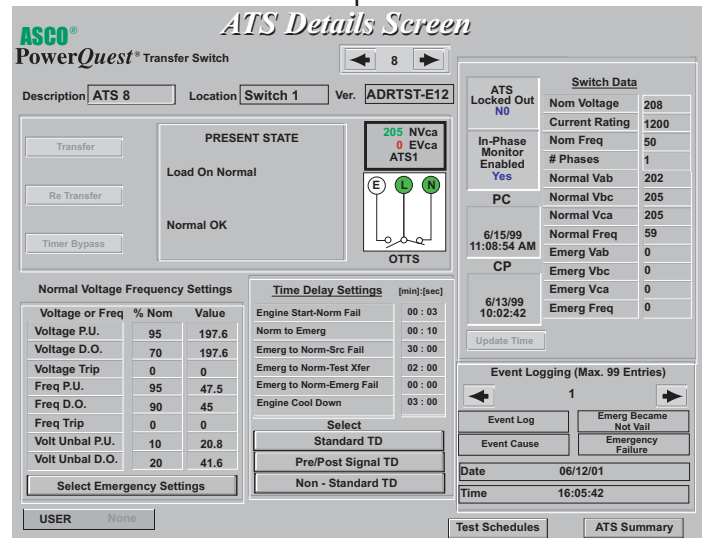 ATS Details Screen
ASCO®
PowerQuest® Transfer Switch
8
Description ATS 8 Location Switch 1 Ver. ADRTST-E12
Transfer
Re Transfer
Timer Bypass
PRESENT STATE
Load On Normal
Normal OK
205 NVca
0 EVca
ATS1
E L N
OTTS
ATS
Locked Out
N0
In-Phase
Monitor
Enabled
Yes
PC
6/15/99
11:08:54 AM
CP
6/13/99
10:02:42
Update Time
Switch Data
Nom Voltage 208
Current Rating 1200
Nom Freq 50
# Phases 1
Normal Vab 202
Normal Vbc 205
Normal Vca 205
Normal Freq 59
Emerg Vab 0
Emerg Vbc 0
Emerg Vca 0
Emerg Freq 0
Normal Voltage Frequency Settings
Voltage or Freq % Nom Value
Voltage P.U. 95 197.6
Voltage D.O. 70 197.6
Voltage Trip 0 0
Freq P.U. 95 47.5
Freq D.O. 90 45
Freq Trip 0 0
Volt Unbal P.U. 10 20.8
Volt Unbal D.O. 20 41.6
Select Emergency Settings
Time Delay Settings [min]:[sec]
Engine Start-Norm Fail 00 : 03
Norm to Emerg 00 : 10
Emerg to Norm-Src Fail 30 : 00
Emerg to Norm-Test Xfer 02 : 00
Emerg to Norm-Emerg Fail 00 : 00
Engine Cool Down 03 : 00
Select
Standard TD
Pre/Post Signal TD
Non - Standard TD
Event Logging (Max. 99 Entries)
1
Event Log
Emerg Became
Not Vail
Event Cause
Emergency
Failure
Date 06/12/01
Time 16:05:42
USER None
Test Schedules
ATS Summary